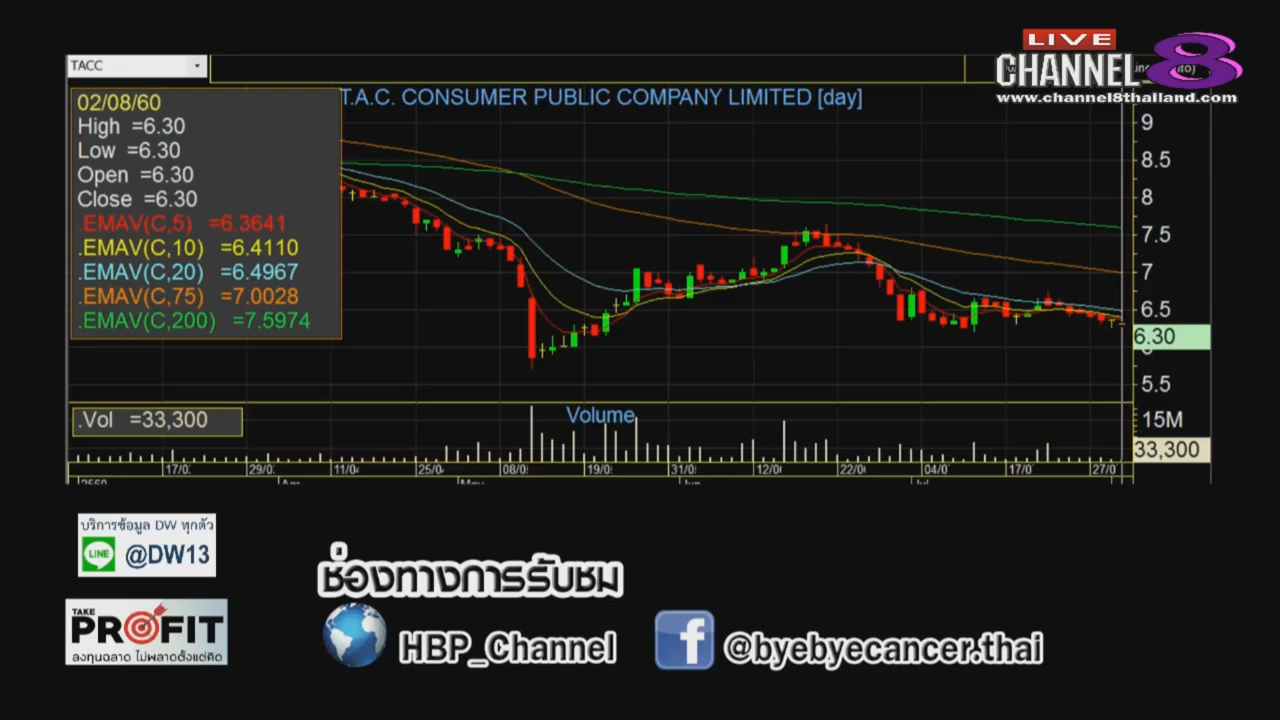 LIVE
CHANNEL 8
www.channel8thailand.com
TACC
T.A.C. CONSUMER PUBLIC COMPANY LIMITED [day]
02/08/60
High =6.30
Low =6.30
Open =6.30
Close =6.30
.EMAV(C,5) =6.3641
.EMAV(C,10) =6.4110
.EMAV(C,20) =6.4967
.EMAV(C,75) =7.0028
.EMAV(C,200) =7.5974
9
8.5
8
7.5
7
6.5
6.30
5.5
.Vol =33,300
Volume
15M
33,300
17/0 29/0 11/0 25/0 08/0 19/0 31/0 12/0 22/0 04/0 17/0 27/0
บริการข้อมูล DW ทุกตัว
LINE @DW13
TAKE
PROFIT
ลงทุนฉลาด ไม่พลาดตั้งแต่คิด
ช่องทางการรับชม
HBP_Channel
f @byebyecancer.thai